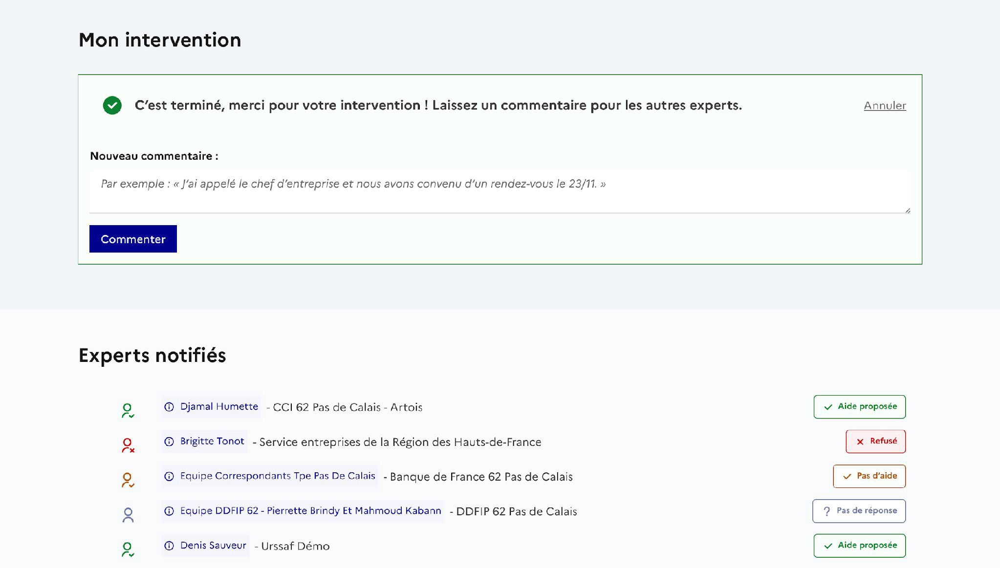 Mon intervention
C’est terminé, merci pour votre intervention ! Laissez un commentaire pour les autres experts.
Annuler
Nouveau commentaire :
Par exemple : « J’ai appelé le chef d’entreprise et nous avons convenu d’un rendez-vous le 23/11. »
Commenter
Experts notifiés
Djamal Humette - CCI 62 Pas de Calais - Artois
Aide proposée
Brigitte Tonot - Service entreprises de la Région des Hauts-de-France
Refusé
Equipe Correspondants Tpe Pas De Calais - Banque de France 62 Pas de Calais
Pas d’aide
Equipe DDFIP 62 - Pierrette Brindy Et Mahmoud Kabann - DDFIP 62 Pas de Calais
? Pas de réponse
Denis Sauveur - Urssaf Démo
Aide proposée